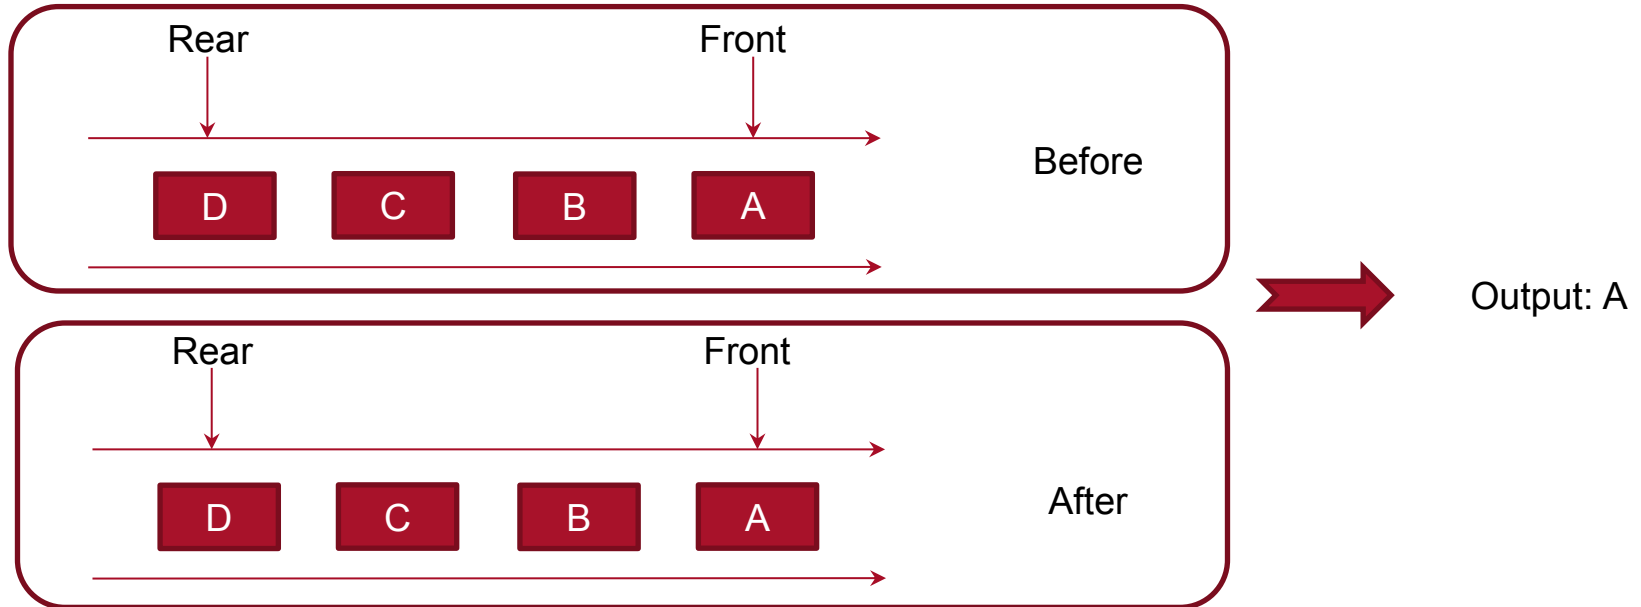 Rear Front
Before
D C B A
Output: A
Rear Front
After
D C B A